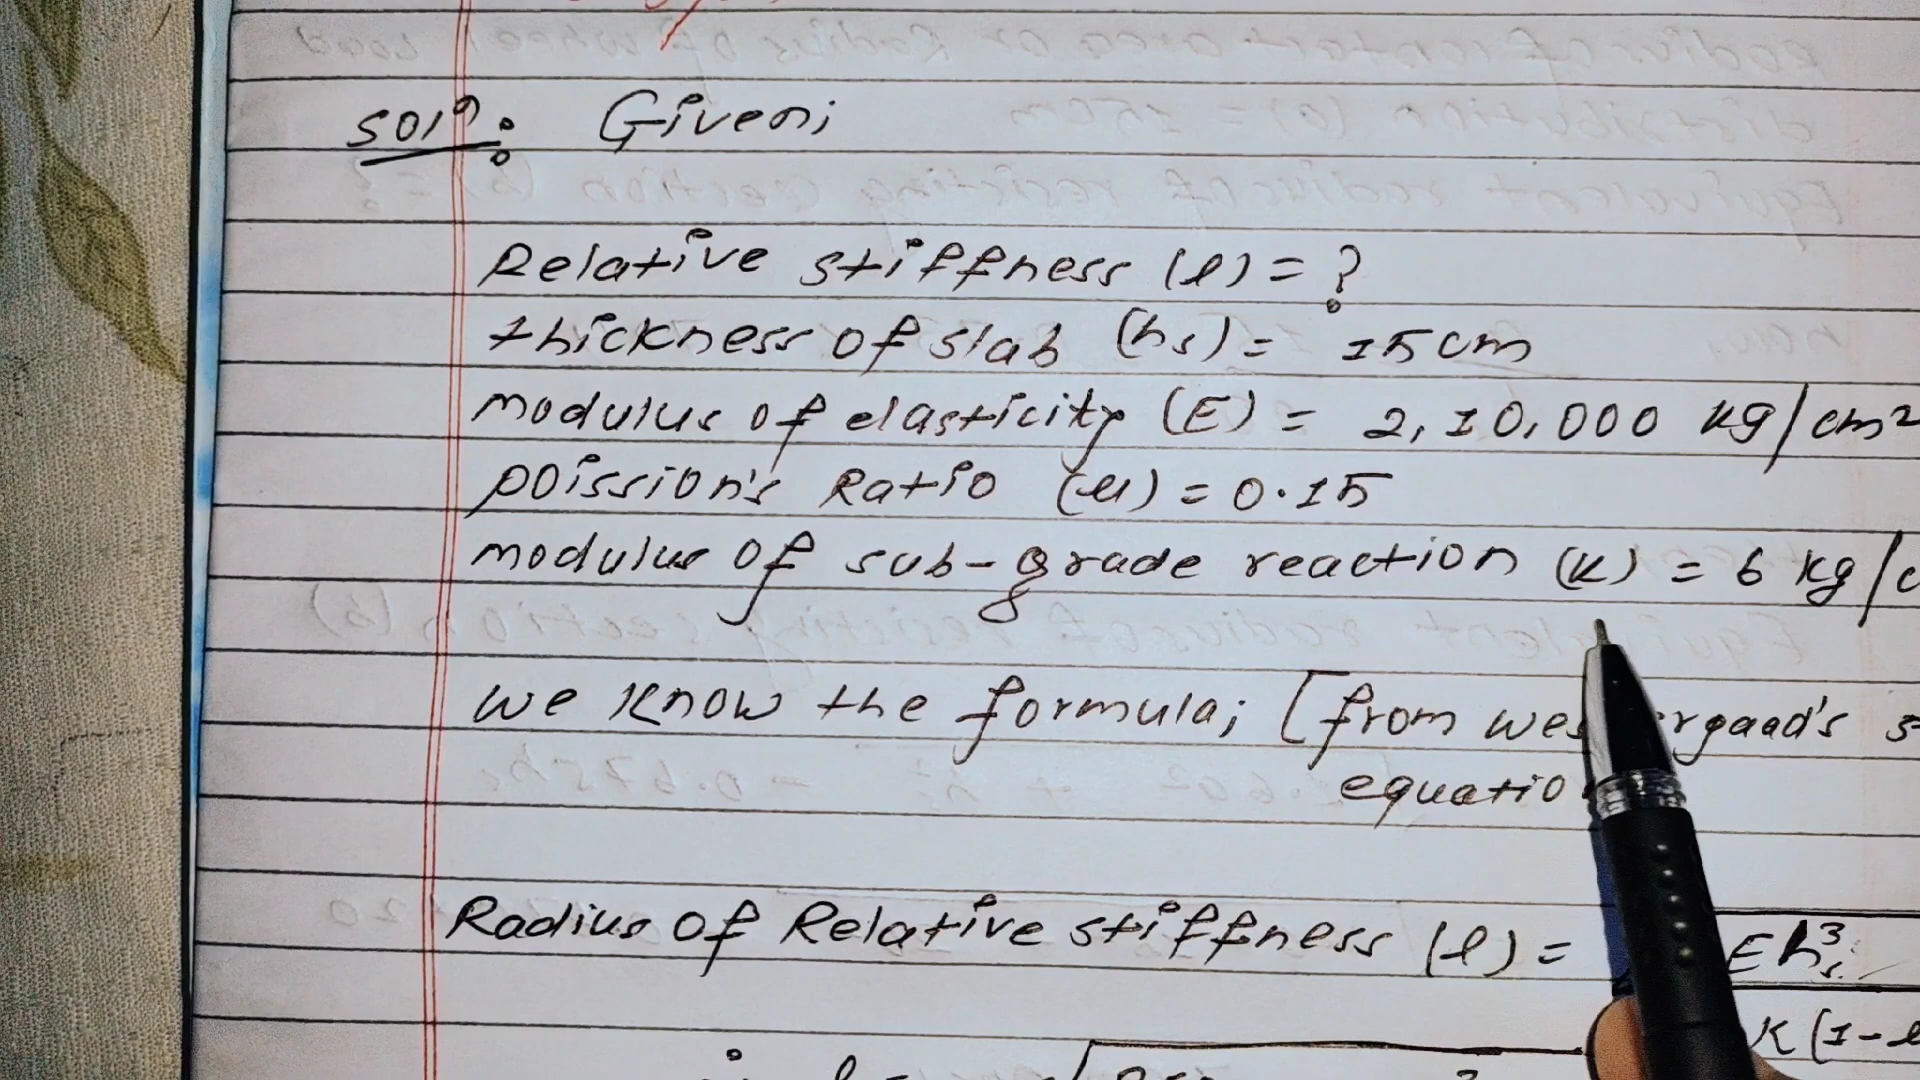 Soln: Given;
Relative stiffness (l) = ?
thickness of slab (hs) = 15cm
modulus of elasticity (E) = 2,10,000 kg/cm²
poission's Ratio (μ) = 0.15
modulus of sub-grade reaction (K) = 6 kg/c
we know the formula; [from
equatio
Radius of Relative stiffness (l) = Ehs³
K(1-